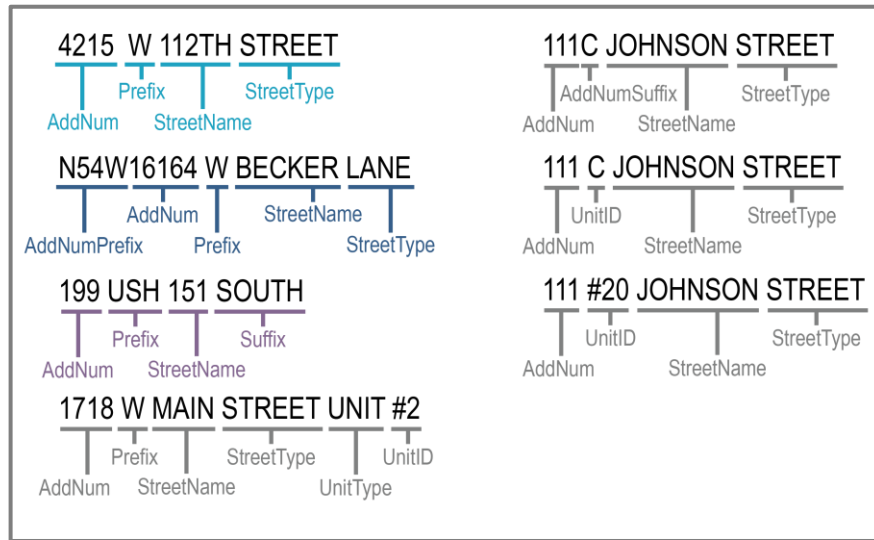 4215 W 112TH STREET
Prefix StreetType
AddNum StreetName
N54W16164 W BECKER LANE
AddNum StreetName
AddNumPrefix Prefix StreetType
199 USH 151 SOUTH
Prefix Suffix
AddNum StreetName
1718 W MAIN STREET UNIT #2
Prefix StreetType UnitID
AddNum StreetName UnitType
111C JOHNSON STREET
AddNumSuffix StreetType
AddNum StreetName
111 C JOHNSON STREET
UnitID StreetType
AddNum StreetName
111 #20 JOHNSON STREET
UnitID StreetType
AddNum StreetName